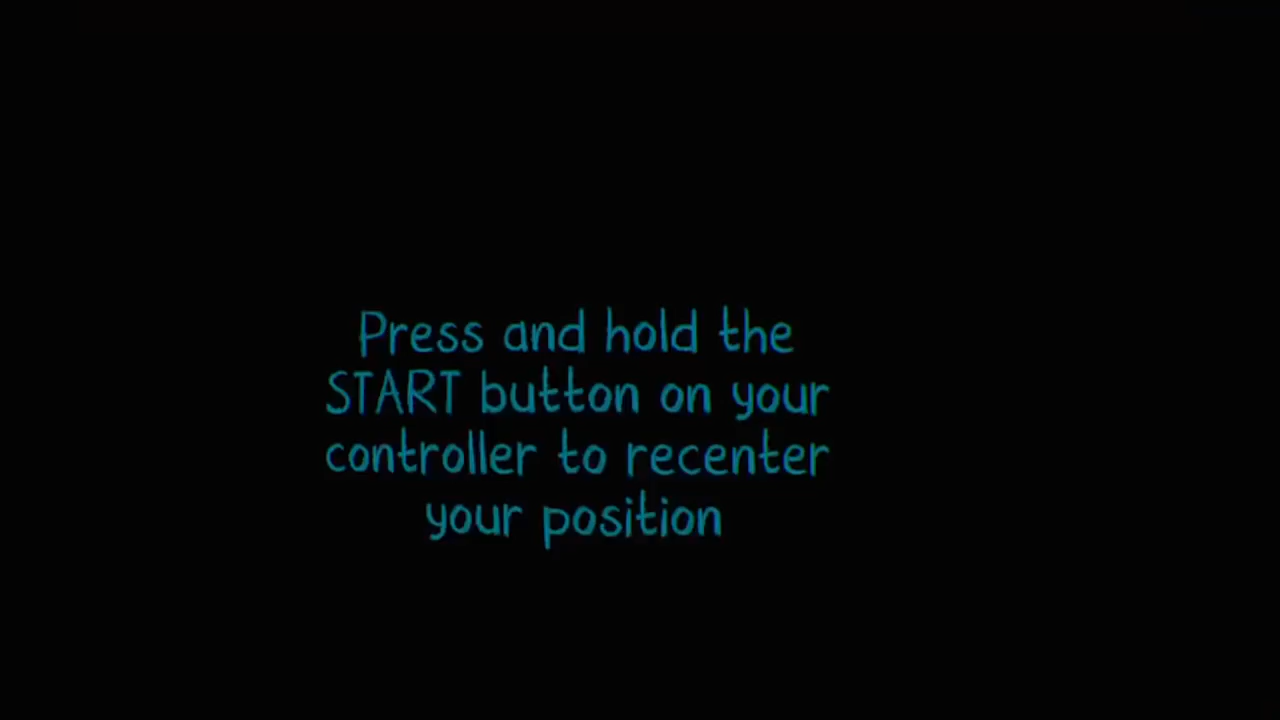 Press and hold the
START button on your
controller to recenter
your position